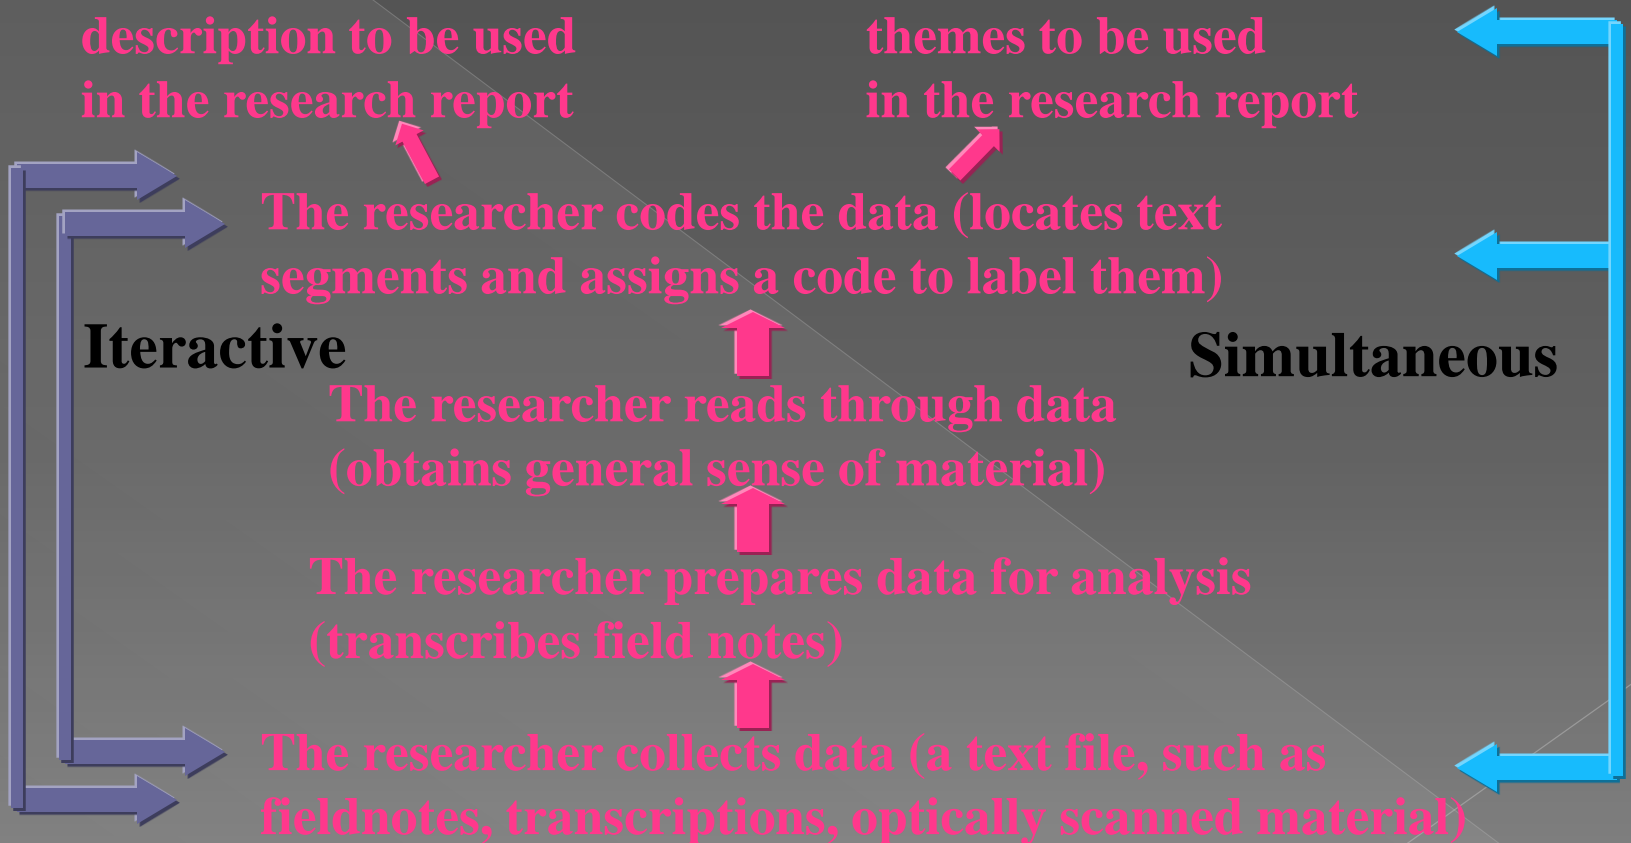 description to be used
in the research report
themes to be used
in the research report
The researcher codes the data (locates text
segments and assigns a code to label them)
Iteractive
Simultaneous
The researcher reads through data
(obtains general sense of material)
The researcher prepares data for analysis
(transcribes field notes)
The researcher collects data (a text file, such as
fieldnotes, transcriptions, optically scanned material)